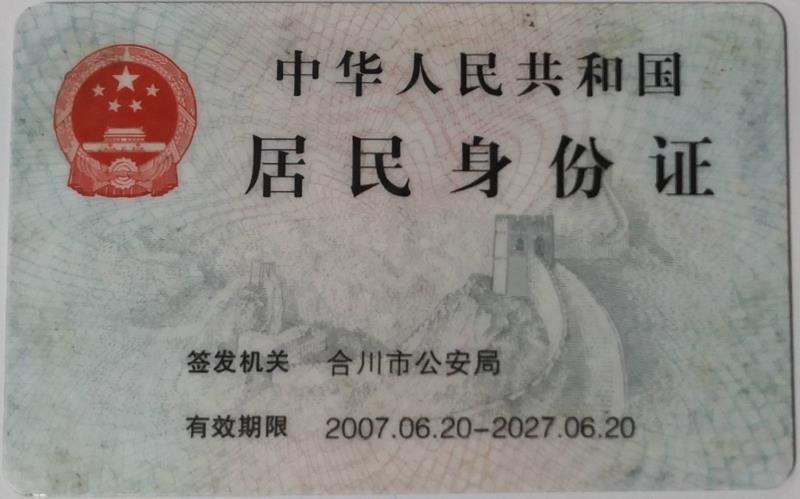 中华人民共和国
居民身份证
签发机关 合川市公安局
有效期限 2007.06.20-2027.06.20